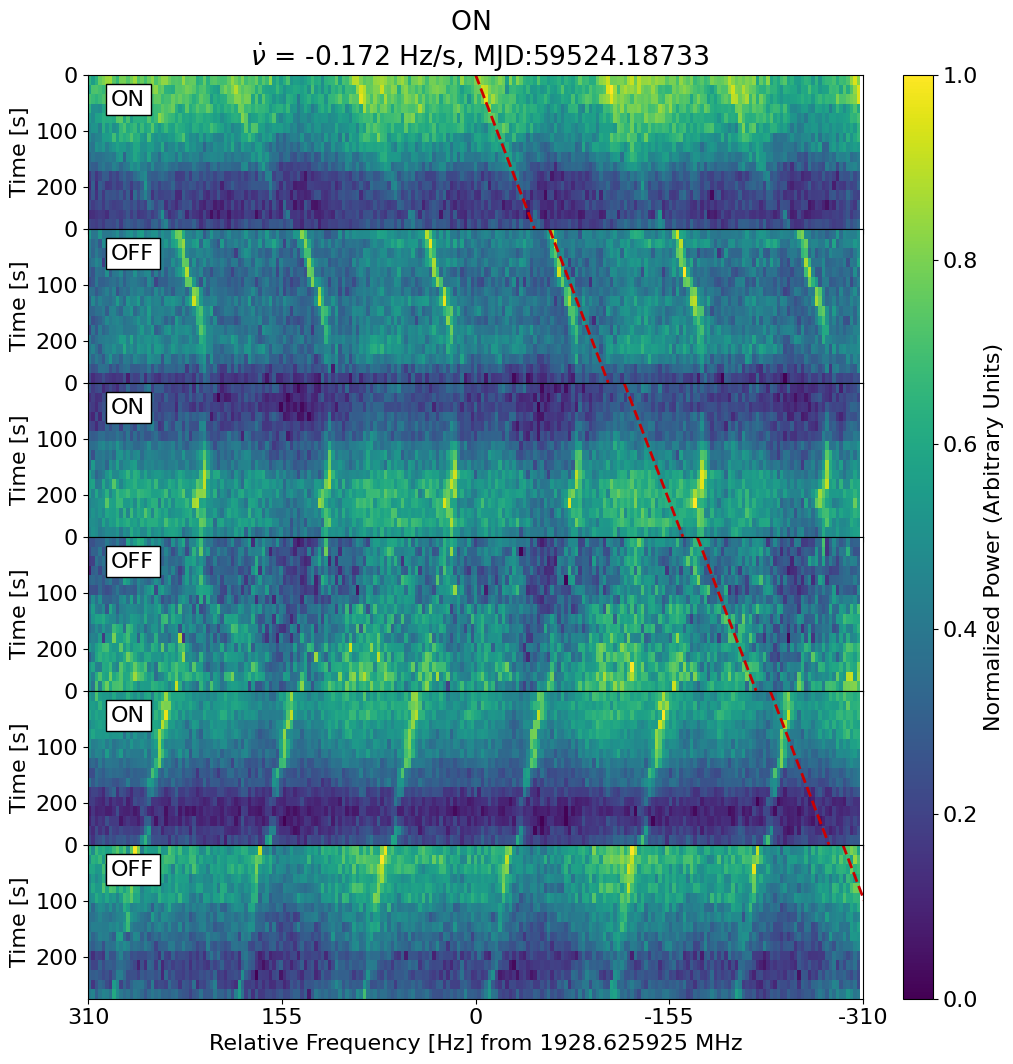 ON
ν̇ = -0.172 Hz/s, MJD:59524.18733
0
ON
100
200
Time [s]
0
OFF
100
200
Time [s]
0
ON
100
200
Time [s]
0
OFF
100
200
Time [s]
0
ON
100
200
Time [s]
0
OFF
100
200
Time [s]
310 155 0 -155 -310
Relative Frequency [Hz] from 1928.625925 MHz
1.0
0.8
0.6
0.4
0.2
0.0
Normalized Power (Arbitrary Units)